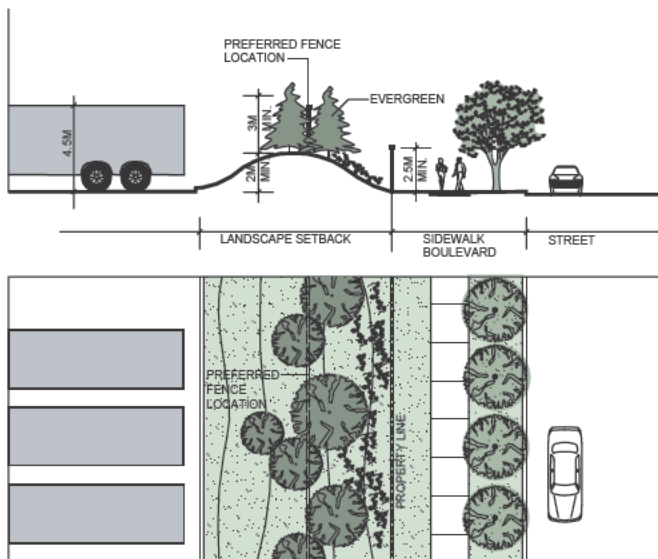 PREFERRED FENCE
LOCATION
EVERGREEN
4.5M
3M
MIN.
2M
MIN
2.5M
MIN.
LANDSCAPE SETBACK
SIDEWALK
BOULEVARD
STREET
PREFERRED
FENCE
LOCATION
PROPERTY LINE